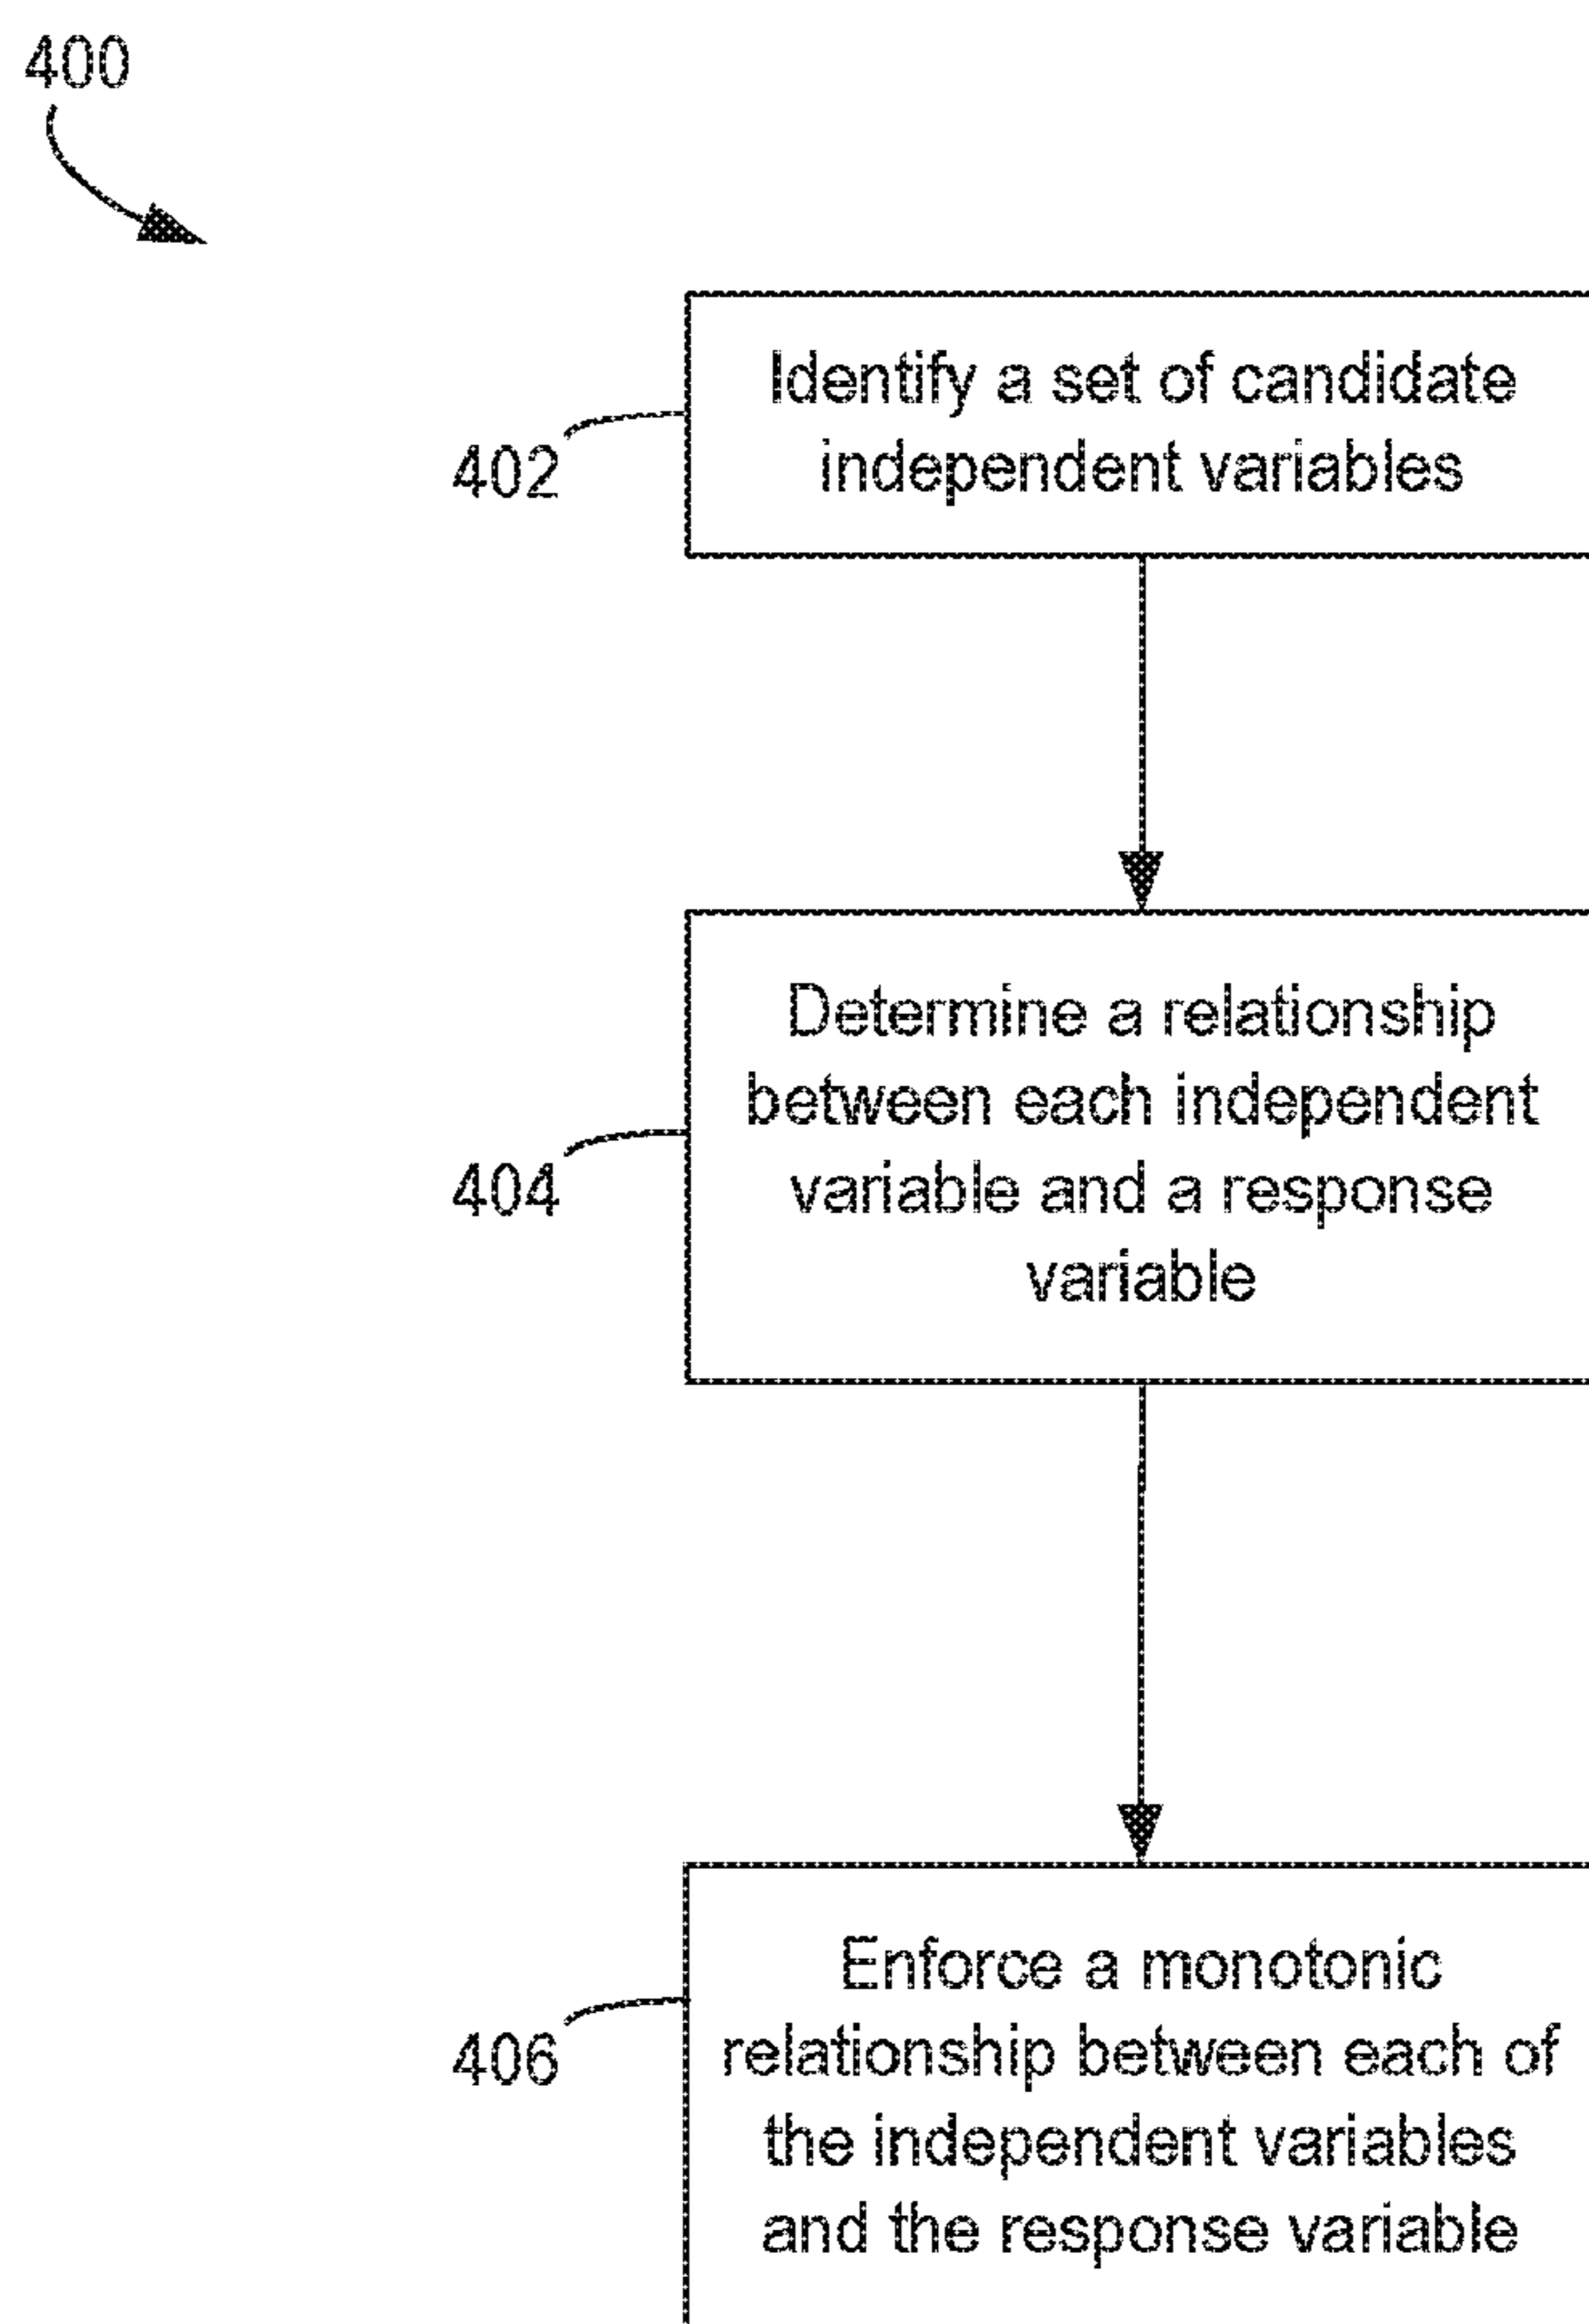 400
Identify a set of candidate
independent variables
402
Determine a relationship
between each independent
variable and a response
variable
404
Enforce a monotonic
relationship between each of
the independent variables
and the response variable
406